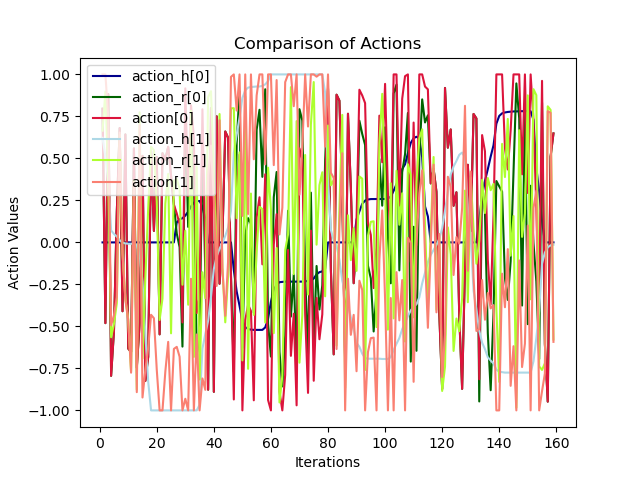 Comparison of Actions
action_h[0]
action_r[0]
action[0]
action_h[1]
action_r[1]
action[1]
Action Values
1.00
0.75
0.50
0.25
0.00
−0.25
−0.50
−0.75
−1.00
0 20 40 60 80 100 120 140 160
Iterations